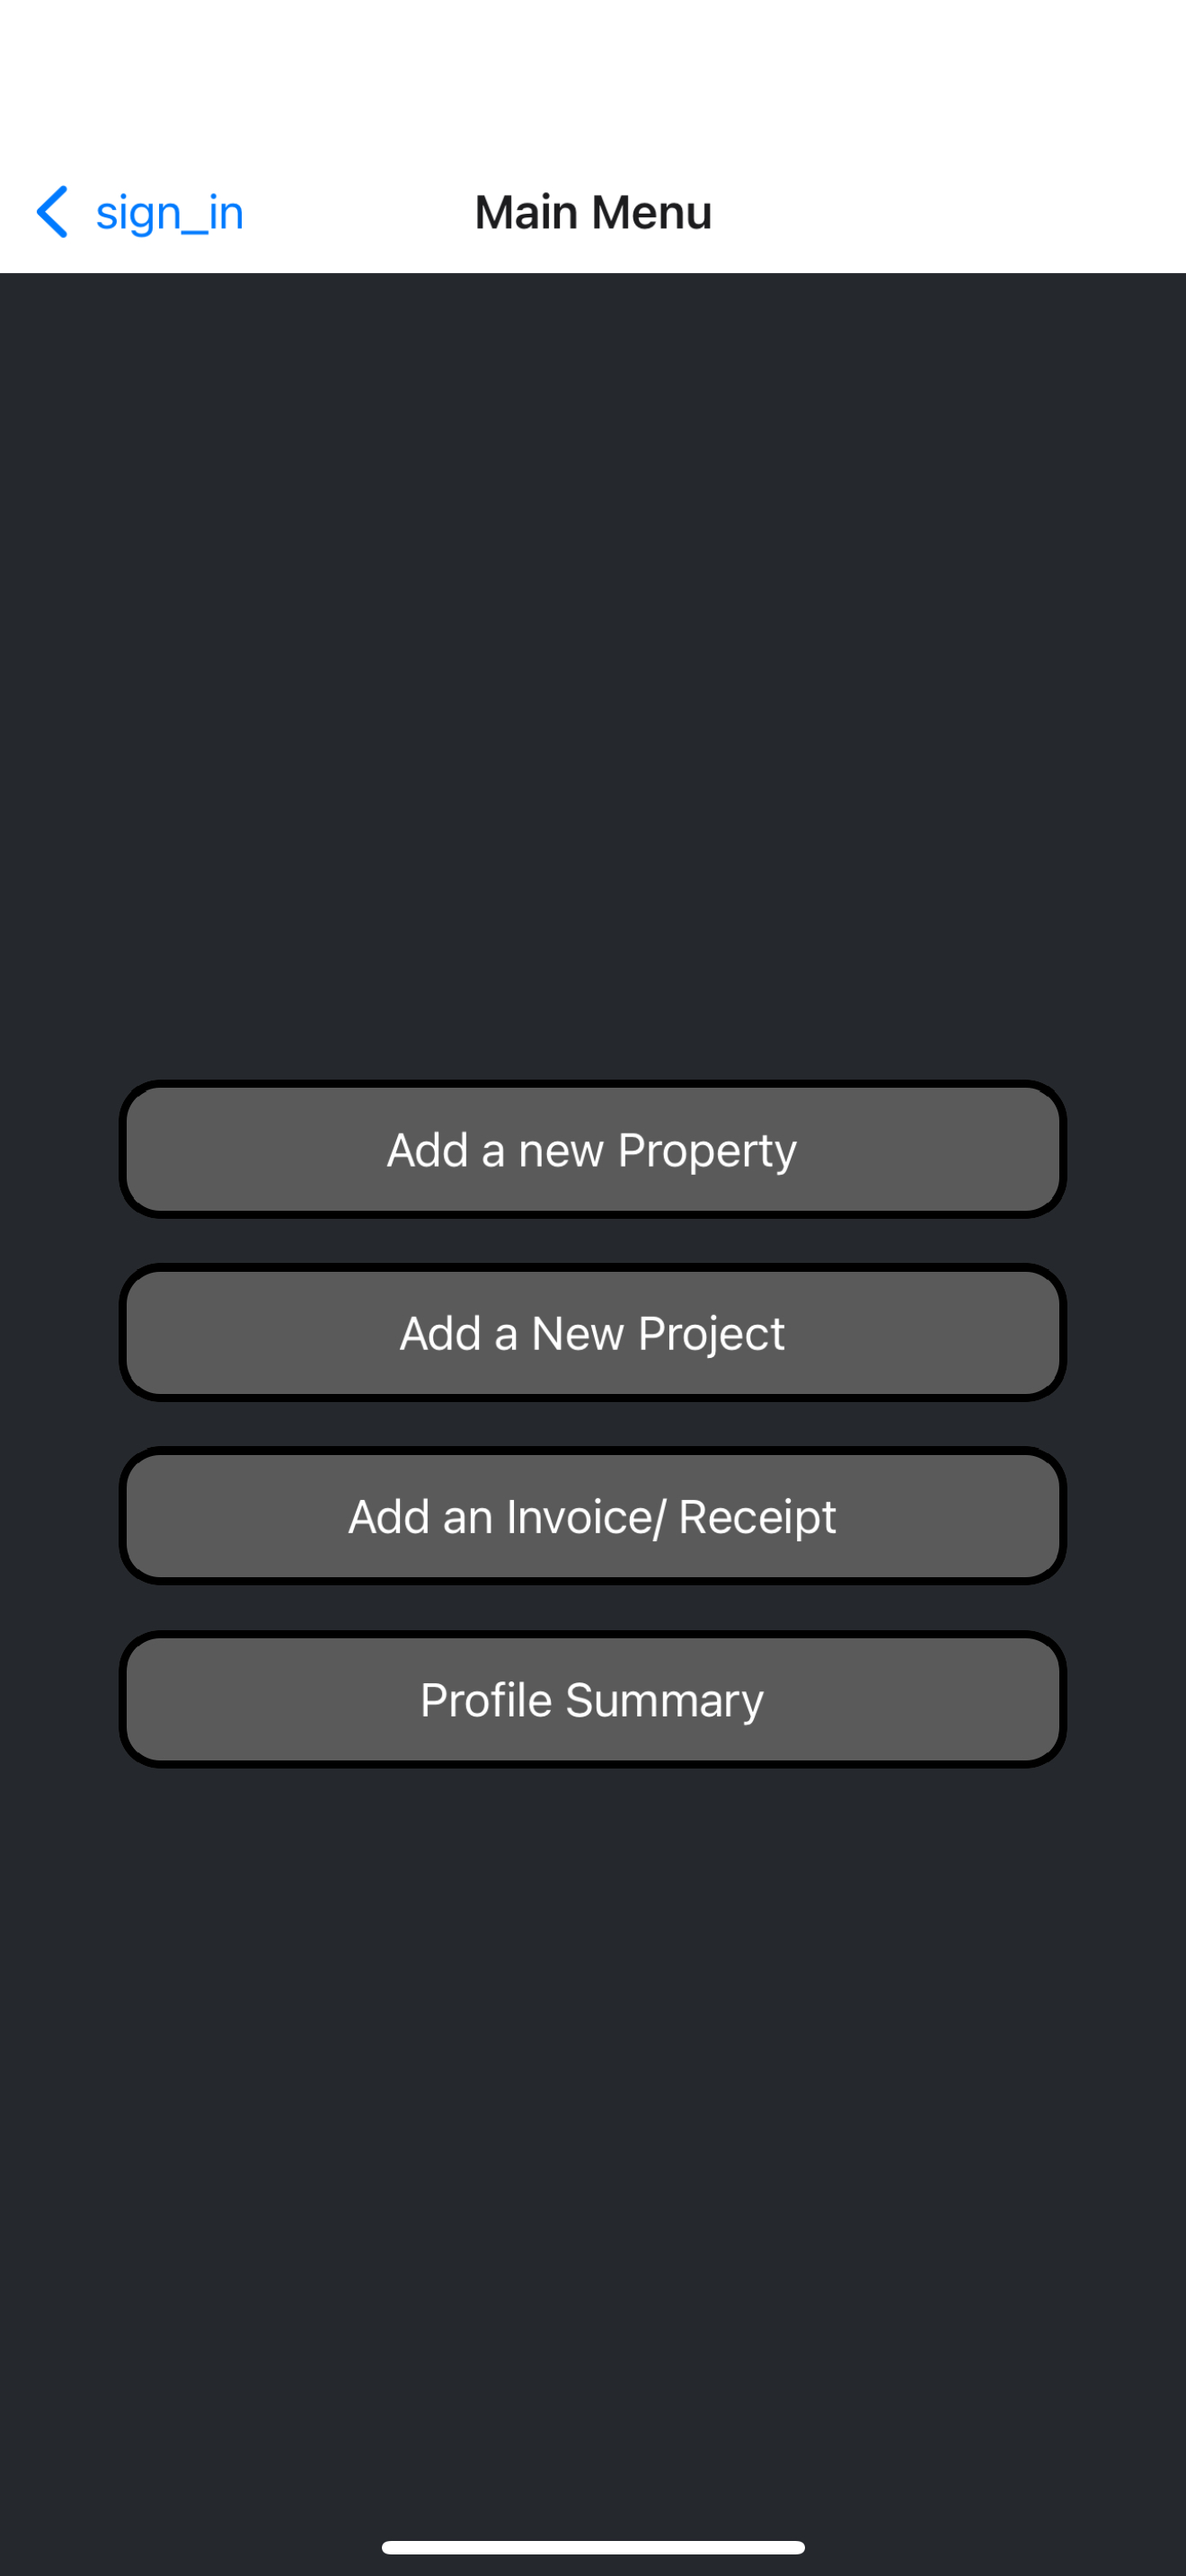 sign_in
Main Menu
Add a new Property
Add a New Project
Add an Invoice/ Receipt
Profile Summary